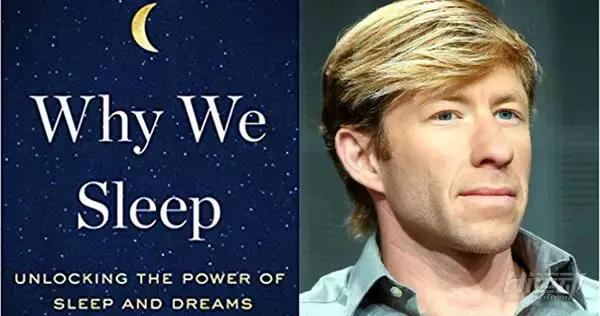 Why We
Sleep
UNLOCKING THE POWER OF
SLEEP AND DREAMS